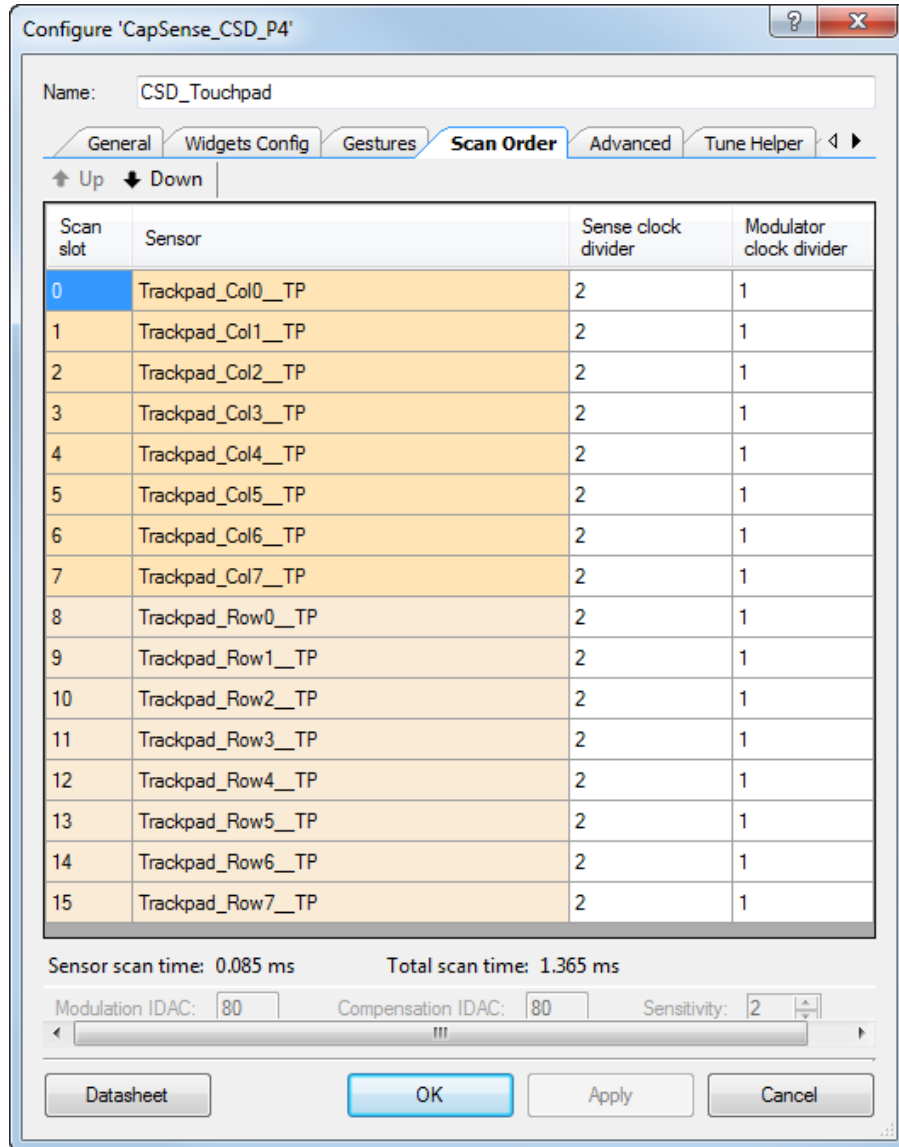 Configure 'CapSense_CSD_P4'
Name: CSD_Touchpad
General Widgets Config Gestures Scan Order Advanced Tune Helper
Up Down
Scan slot Sensor Sense clock divider Modulator clock divider
0 Trackpad_Col0__TP 2 1
1 Trackpad_Col1__TP 2 1
2 Trackpad_Col2__TP 2 1
3 Trackpad_Col3__TP 2 1
4 Trackpad_Col4__TP 2 1
5 Trackpad_Col5__TP 2 1
6 Trackpad_Col6__TP 2 1
7 Trackpad_Col7__TP 2 1
8 Trackpad_Row0__TP 2 1
9 Trackpad_Row1__TP 2 1
10 Trackpad_Row2__TP 2 1
11 Trackpad_Row3__TP 2 1
12 Trackpad_Row4__TP 2 1
13 Trackpad_Row5__TP 2 1
14 Trackpad_Row6__TP 2 1
15 Trackpad_Row7__TP 2 1
Sensor scan time: 0.085 ms Total scan time: 1.365 ms
Modulation IDAC: 80 Compensation IDAC: 80 Sensitivity: 2
Datasheet OK Apply Cancel